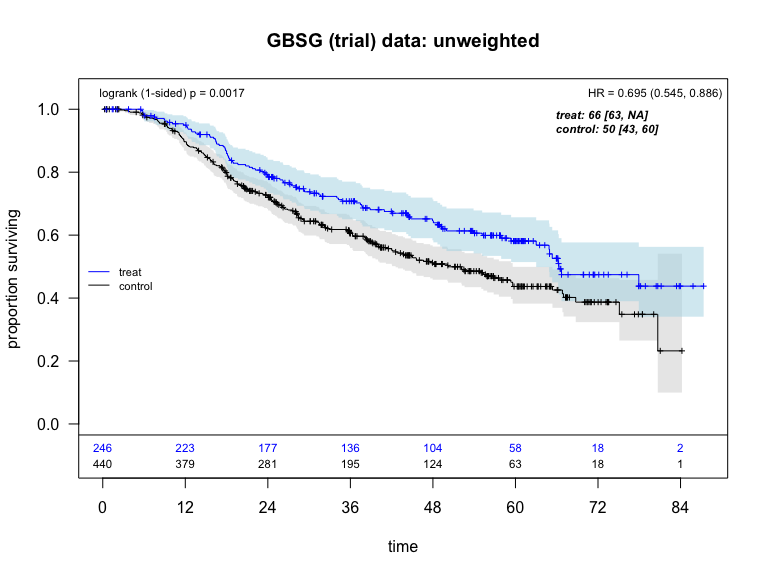 GBSG (trial) data: unweighted
logrank (1-sided) p = 0.0017
HR = 0.695 (0.545, 0.886)
treat: 66 [63, NA]
control: 50 [43, 60]
proportion surviving
1.0
0.8
0.6
0.4
0.2
0.0
treat
control
246 223 177 136 104 58 18 2
440 379 281 195 124 63 18 1
0 12 24 36 48 60 72 84
time